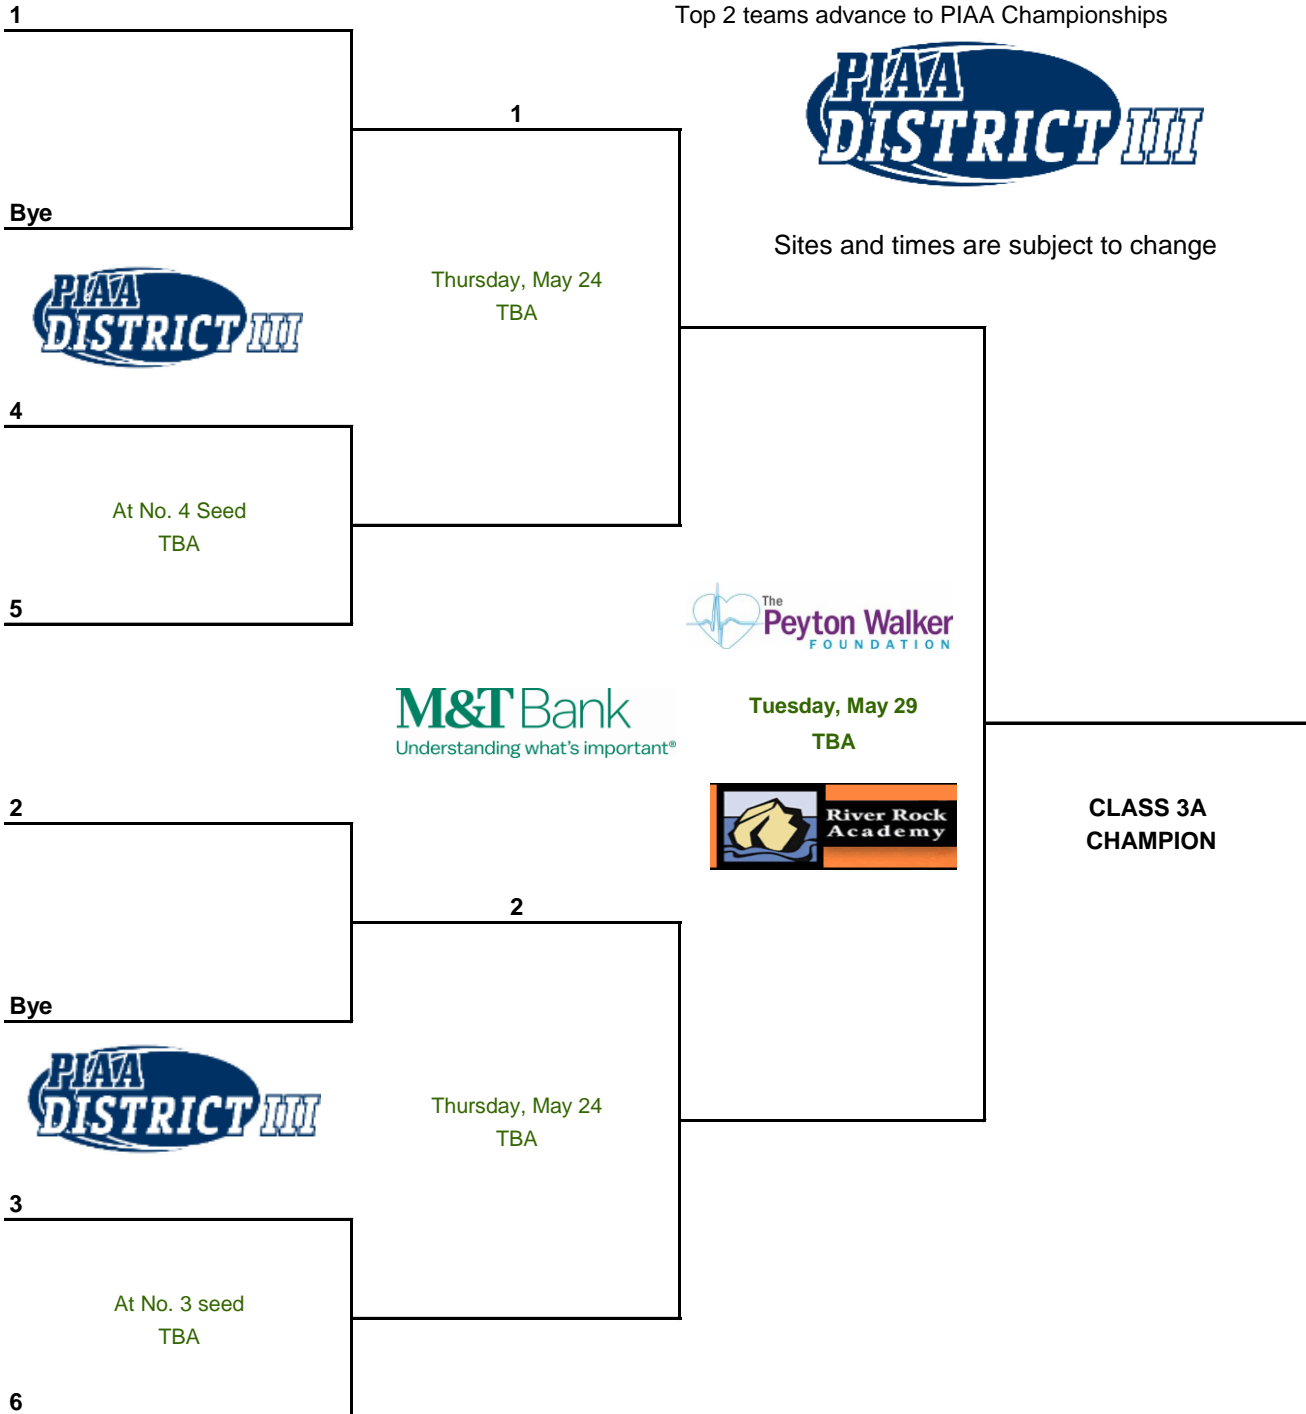 1
Top 2 teams advance to PIAA Championships
PIAA
DISTRICT III
1
Bye
Sites and times are subject to change
Thursday, May 24
TBA
PIAA
DISTRICT III
4
At No. 4 Seed
TBA
5
The
Peyton Walker
FOUNDATION
M&T Bank
Understanding what's important®
Tuesday, May 29
TBA
River Rock
Academy
2
CLASS 3A
CHAMPION
2
Bye
PIAA
DISTRICT III
Thursday, May 24
TBA
3
At No. 3 seed
TBA
6